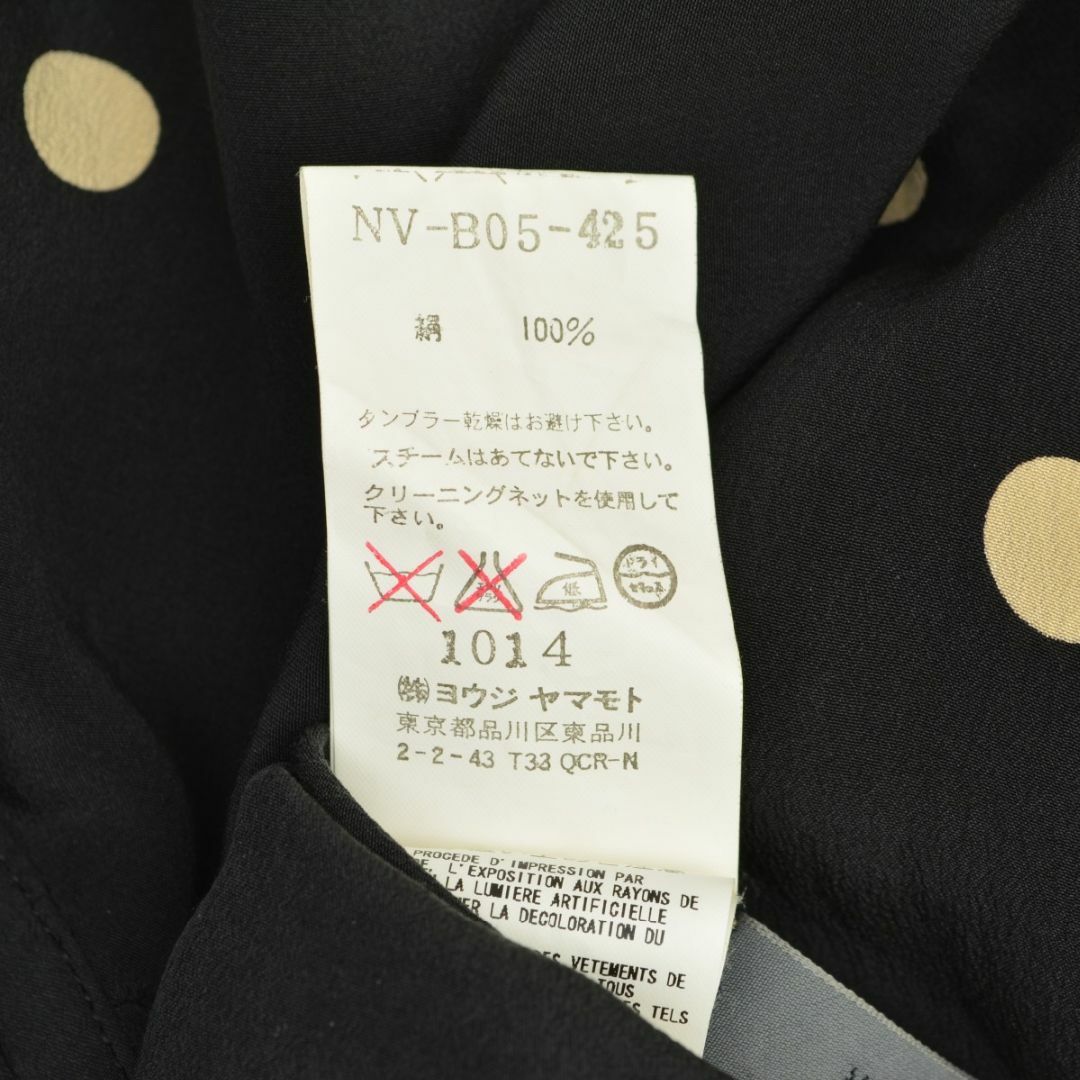 NV-B05-425
絹 100%
タンブラー乾燥はお避け下さい。
スチームはあてないで下さい。
クリーニングネットを使用して
下さい。
低 ドライ
1014
㈱ヨウジ ヤマモト
東京都品川区東品川
2-2-43 T33 QCR-N
PROCEDE D'IMPRESSION PAR
L'EXPOSITION AUX RAYONS DE
LA LUMIERE ARTIFICIELLE
LA DECOLORATION DU
VETEMENTS DE
TOUS
TELS